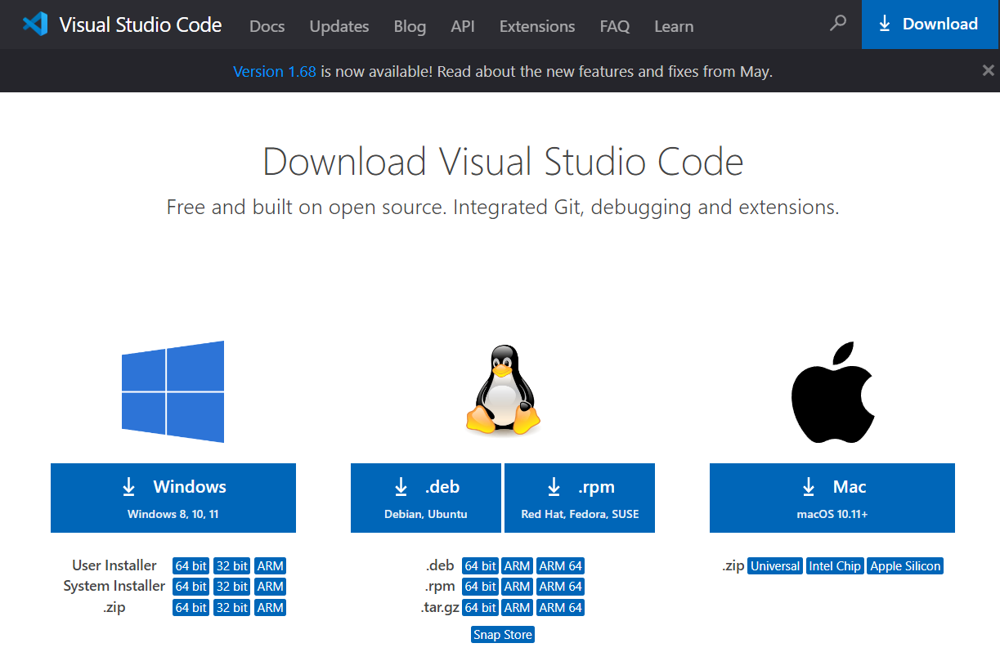 Visual Studio Code Docs Updates Blog API Extensions FAQ Learn Download
Version 1.68 is now available! Read about the new features and fixes from May.
Download Visual Studio Code
Free and built on open source. Integrated Git, debugging and extensions.
Windows
Windows 8, 10, 11
User Installer 64 bit 32 bit ARM
System Installer 64 bit 32 bit ARM
.zip 64 bit 32 bit ARM
.deb
Debian, Ubuntu
.rpm
Red Hat, Fedora, SUSE
.deb 64 bit ARM ARM 64
.rpm 64 bit ARM ARM 64
.tar.gz 64 bit ARM ARM 64
Snap Store
Mac
macOS 10.11+
.zip Universal Intel Chip Apple Silicon